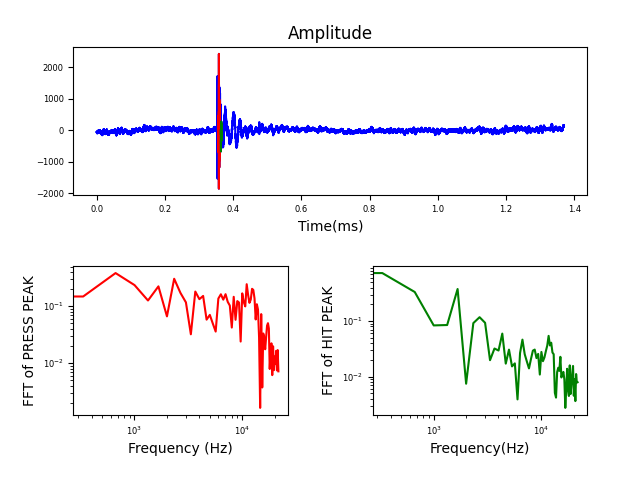 Amplitude
2000
1000
0
−1000
−2000
0.0 0.2 0.4 0.6 0.8 1.0 1.2 1.4
Time(ms)
FFT of PRESS PEAK
10⁻¹
10⁻²
10³ 10⁴
Frequency (Hz)
FFT of HIT PEAK
10⁻¹
10⁻²
10³ 10⁴
Frequency(Hz)